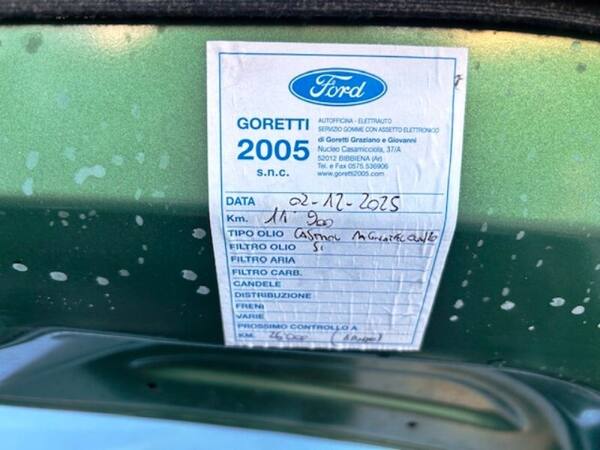 Ford
GORETTI
2005
s.n.c.
AUTOFFICINA - ELETTRAUTO
SERVIZIO GOMME CON ASSETTO ELETTRONICO
di Goretti Graziano e Giovanni
Nucleo Casamicciola, 37/A
52012 BIBBIENA (Ar)
Tel. e Fax 0575.536906
www.goretti2005.com
DATA 02-12-2025
Km. 11.900
TIPO OLIO CASTROL
FILTRO OLIO SI
FILTRO ARIA
FILTRO CARB.
CANDELE
DISTRIBUZIONE
FRENI
VARIE
PROSSIMO CONTROLLO A
KM.